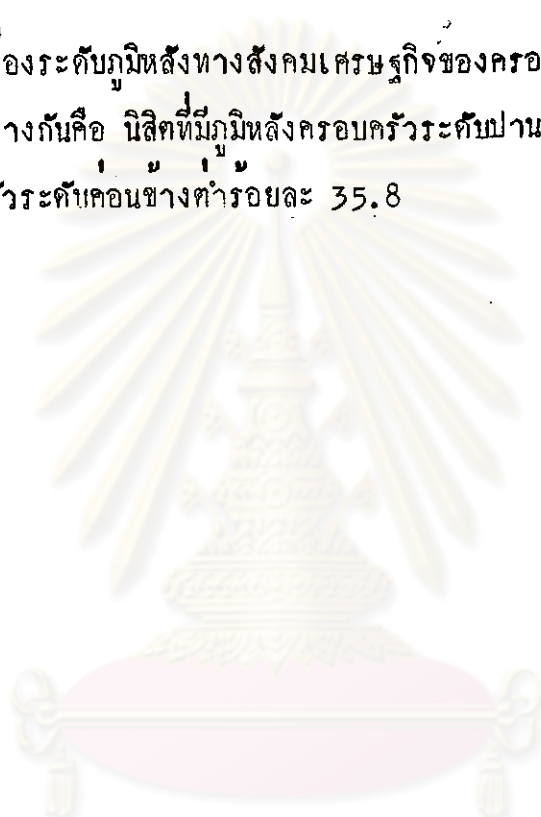 องระดับภูมิหลังทางสังคมเศรษฐกิจของครอ
างกันคือ นิสิตที่มีภูมิหลังครอบครัวระดับปาน
ัวระดับค่อนข้างต่ำร้อยละ 35.8